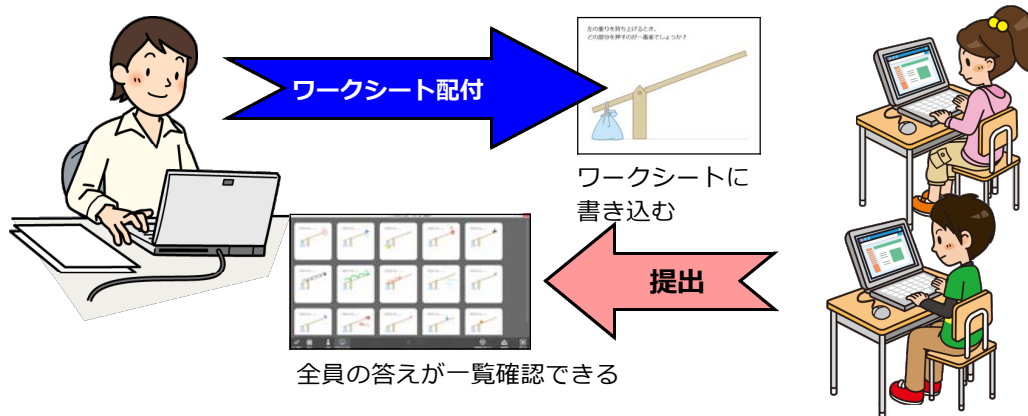 ワークシート配付
左の重りを持ち上げるとき、
どの部分を押すのが一番楽でしょうか？
ワークシートに
書き込む
提出
全員の答えが一覧確認できる